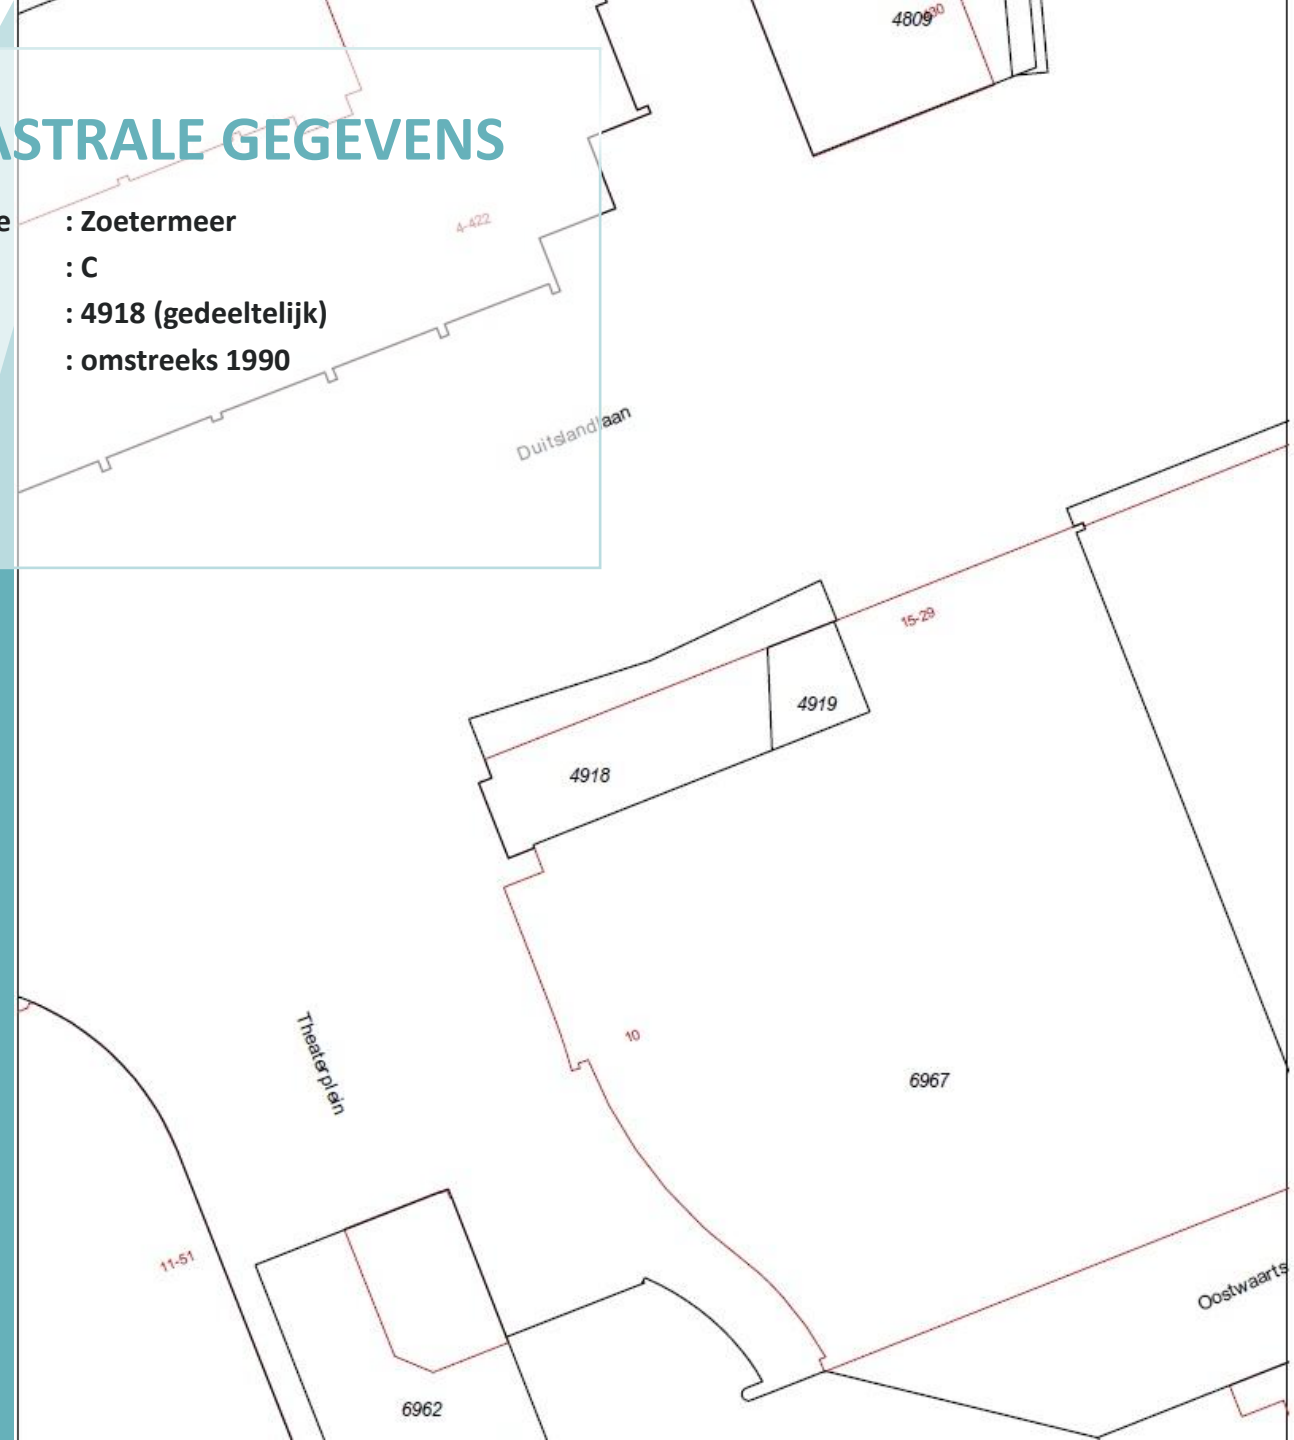 4809
430
ASTRALE GEGEVENS
e : Zoetermeer
4-422
: C
: 4918 (gedeeltelijk)
: omstreeks 1990
Duitslandlaan
15-29
4919
4918
Theaterplein
10
6967
11-51
Oostwaarts
6962